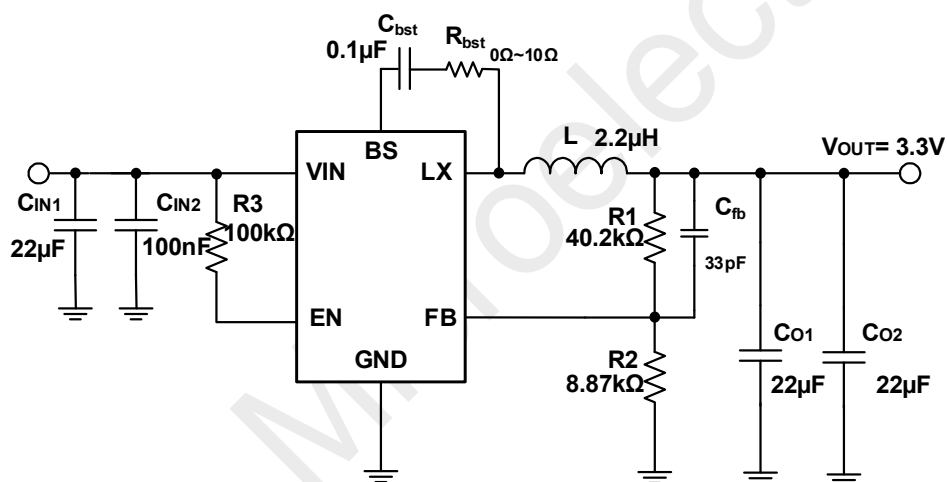 Cbst
0.1µF
Rbst
0Ω~10Ω
BS
VIN
LX
EN
FB
GND
L 2.2µH
VOUT= 3.3V
CIN1
22µF
CIN2
100nF
R3
100kΩ
R1
40.2kΩ
Cfb
33pF
R2
8.87kΩ
CO1
22µF
CO2
22µF